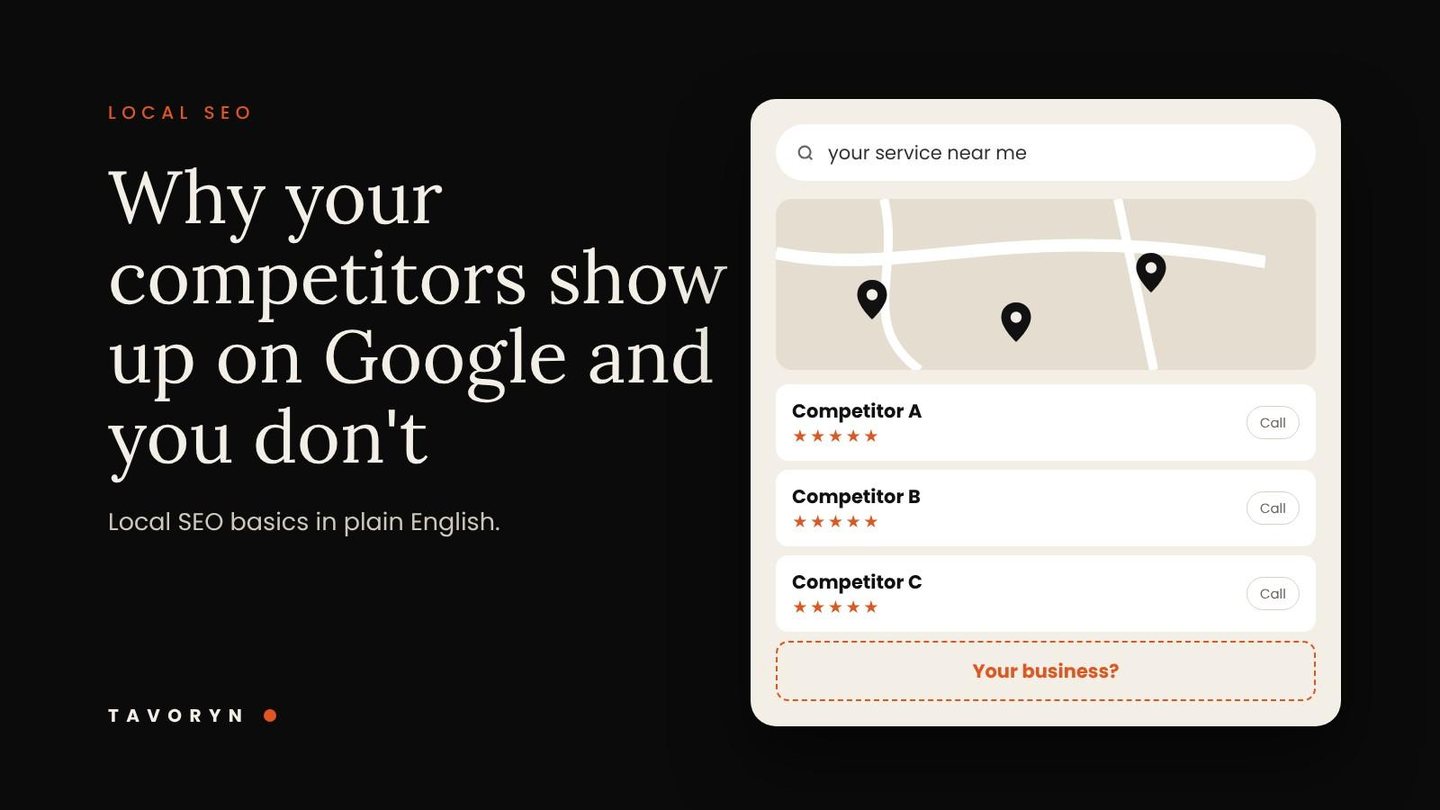 LOCAL SEO
Why your
competitors show
up on Google and
you don't
Local SEO basics in plain English.
TAVORYN
your service near me
Competitor A
★★★★★
Call
Competitor B
★★★★★
Call
Competitor C
★★★★★
Call
Your business?